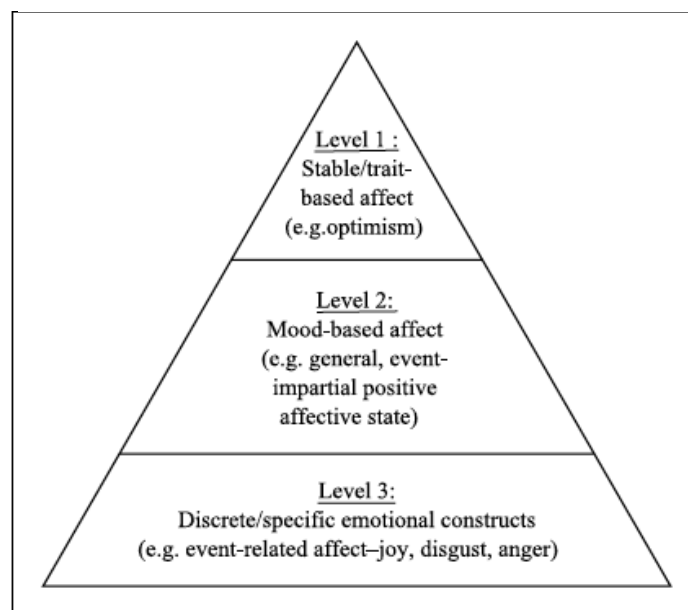 Level 1 :
Stable/trait-
based affect
(e.g.optimism)
Level 2:
Mood-based affect
(e.g. general, event-
impartial positive
affective state)
Level 3:
Discrete/specific emotional constructs
(e.g. event-related affect–joy, disgust, anger)